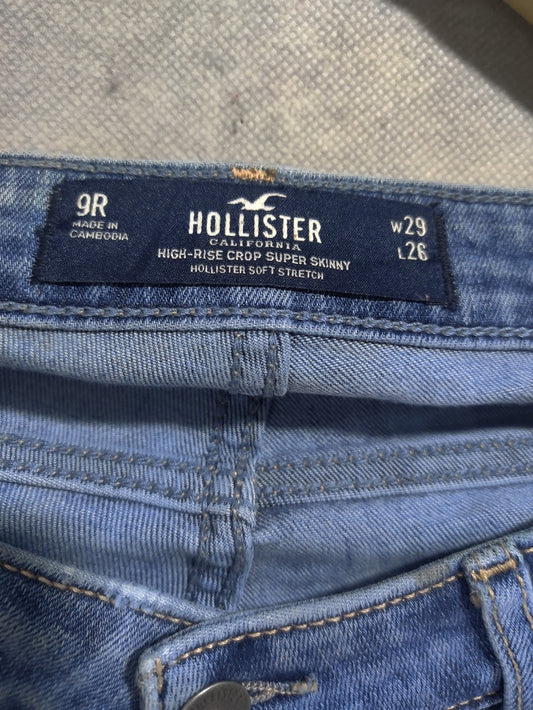 9R
MADE IN
CAMBODIA
HOLLISTER
CALIFORNIA
HIGH-RISE CROP SUPER SKINNY
HOLLISTER SOFT STRETCH
W29
L26